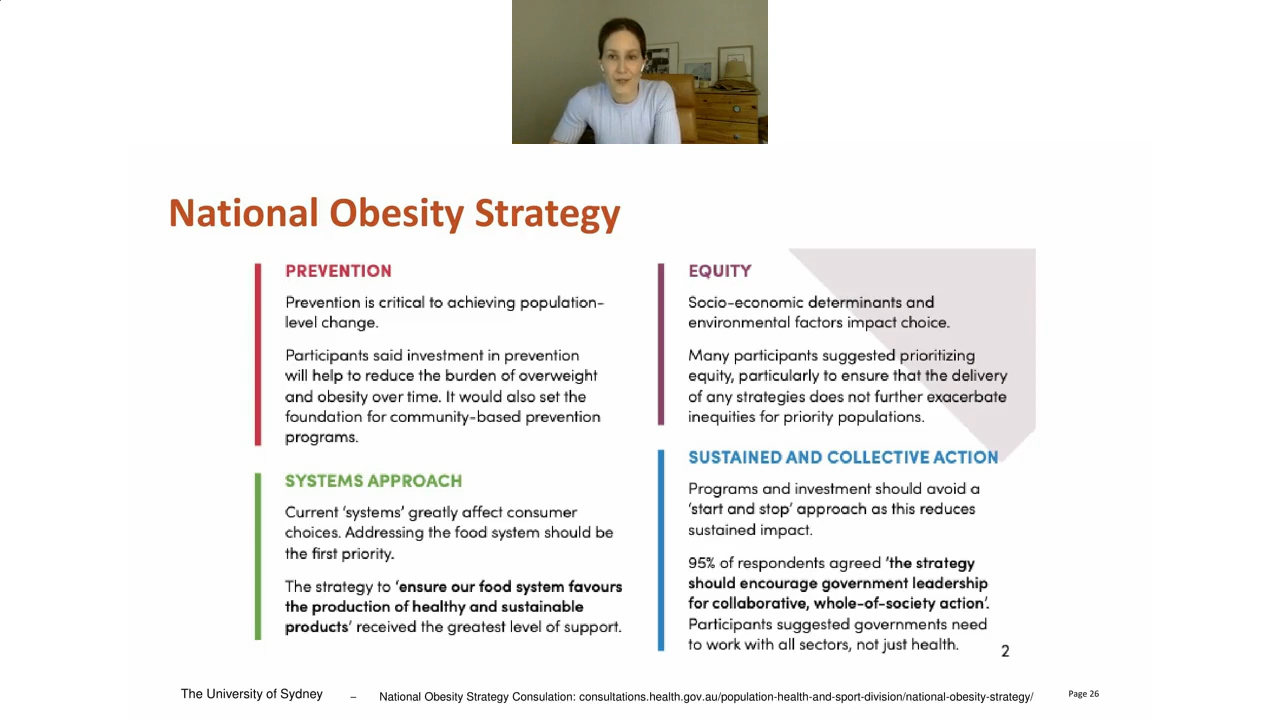 National Obesity Strategy
PREVENTION
Prevention is critical to achieving population-
level change.
Participants said investment in prevention
will help to reduce the burden of overweight
and obesity over time. It would also set the
foundation for community-based prevention
programs.
SYSTEMS APPROACH
Current 'systems' greatly affect consumer
choices. Addressing the food system should be
the first priority.
The strategy to 'ensure our food system favours
the production of healthy and sustainable
products' received the greatest level of support.
EQUITY
Socio-economic determinants and
environmental factors impact choice.
Many participants suggested prioritizing
equity, particularly to ensure that the delivery
of any strategies does not further exacerbate
inequities for priority populations.
SUSTAINED AND COLLECTIVE ACTION
Programs and investment should avoid a
'start and stop' approach as this reduces
sustained impact.
95% of respondents agreed 'the strategy
should encourage government leadership
for collaborative, whole-of-society action'.
Participants suggested governments need
to work with all sectors, not just health.
2
The University of Sydney – National Obesity Strategy Consulation: consultations.health.gov.au/population-health-and-sport-division/national-obesity-strategy/ Page 26